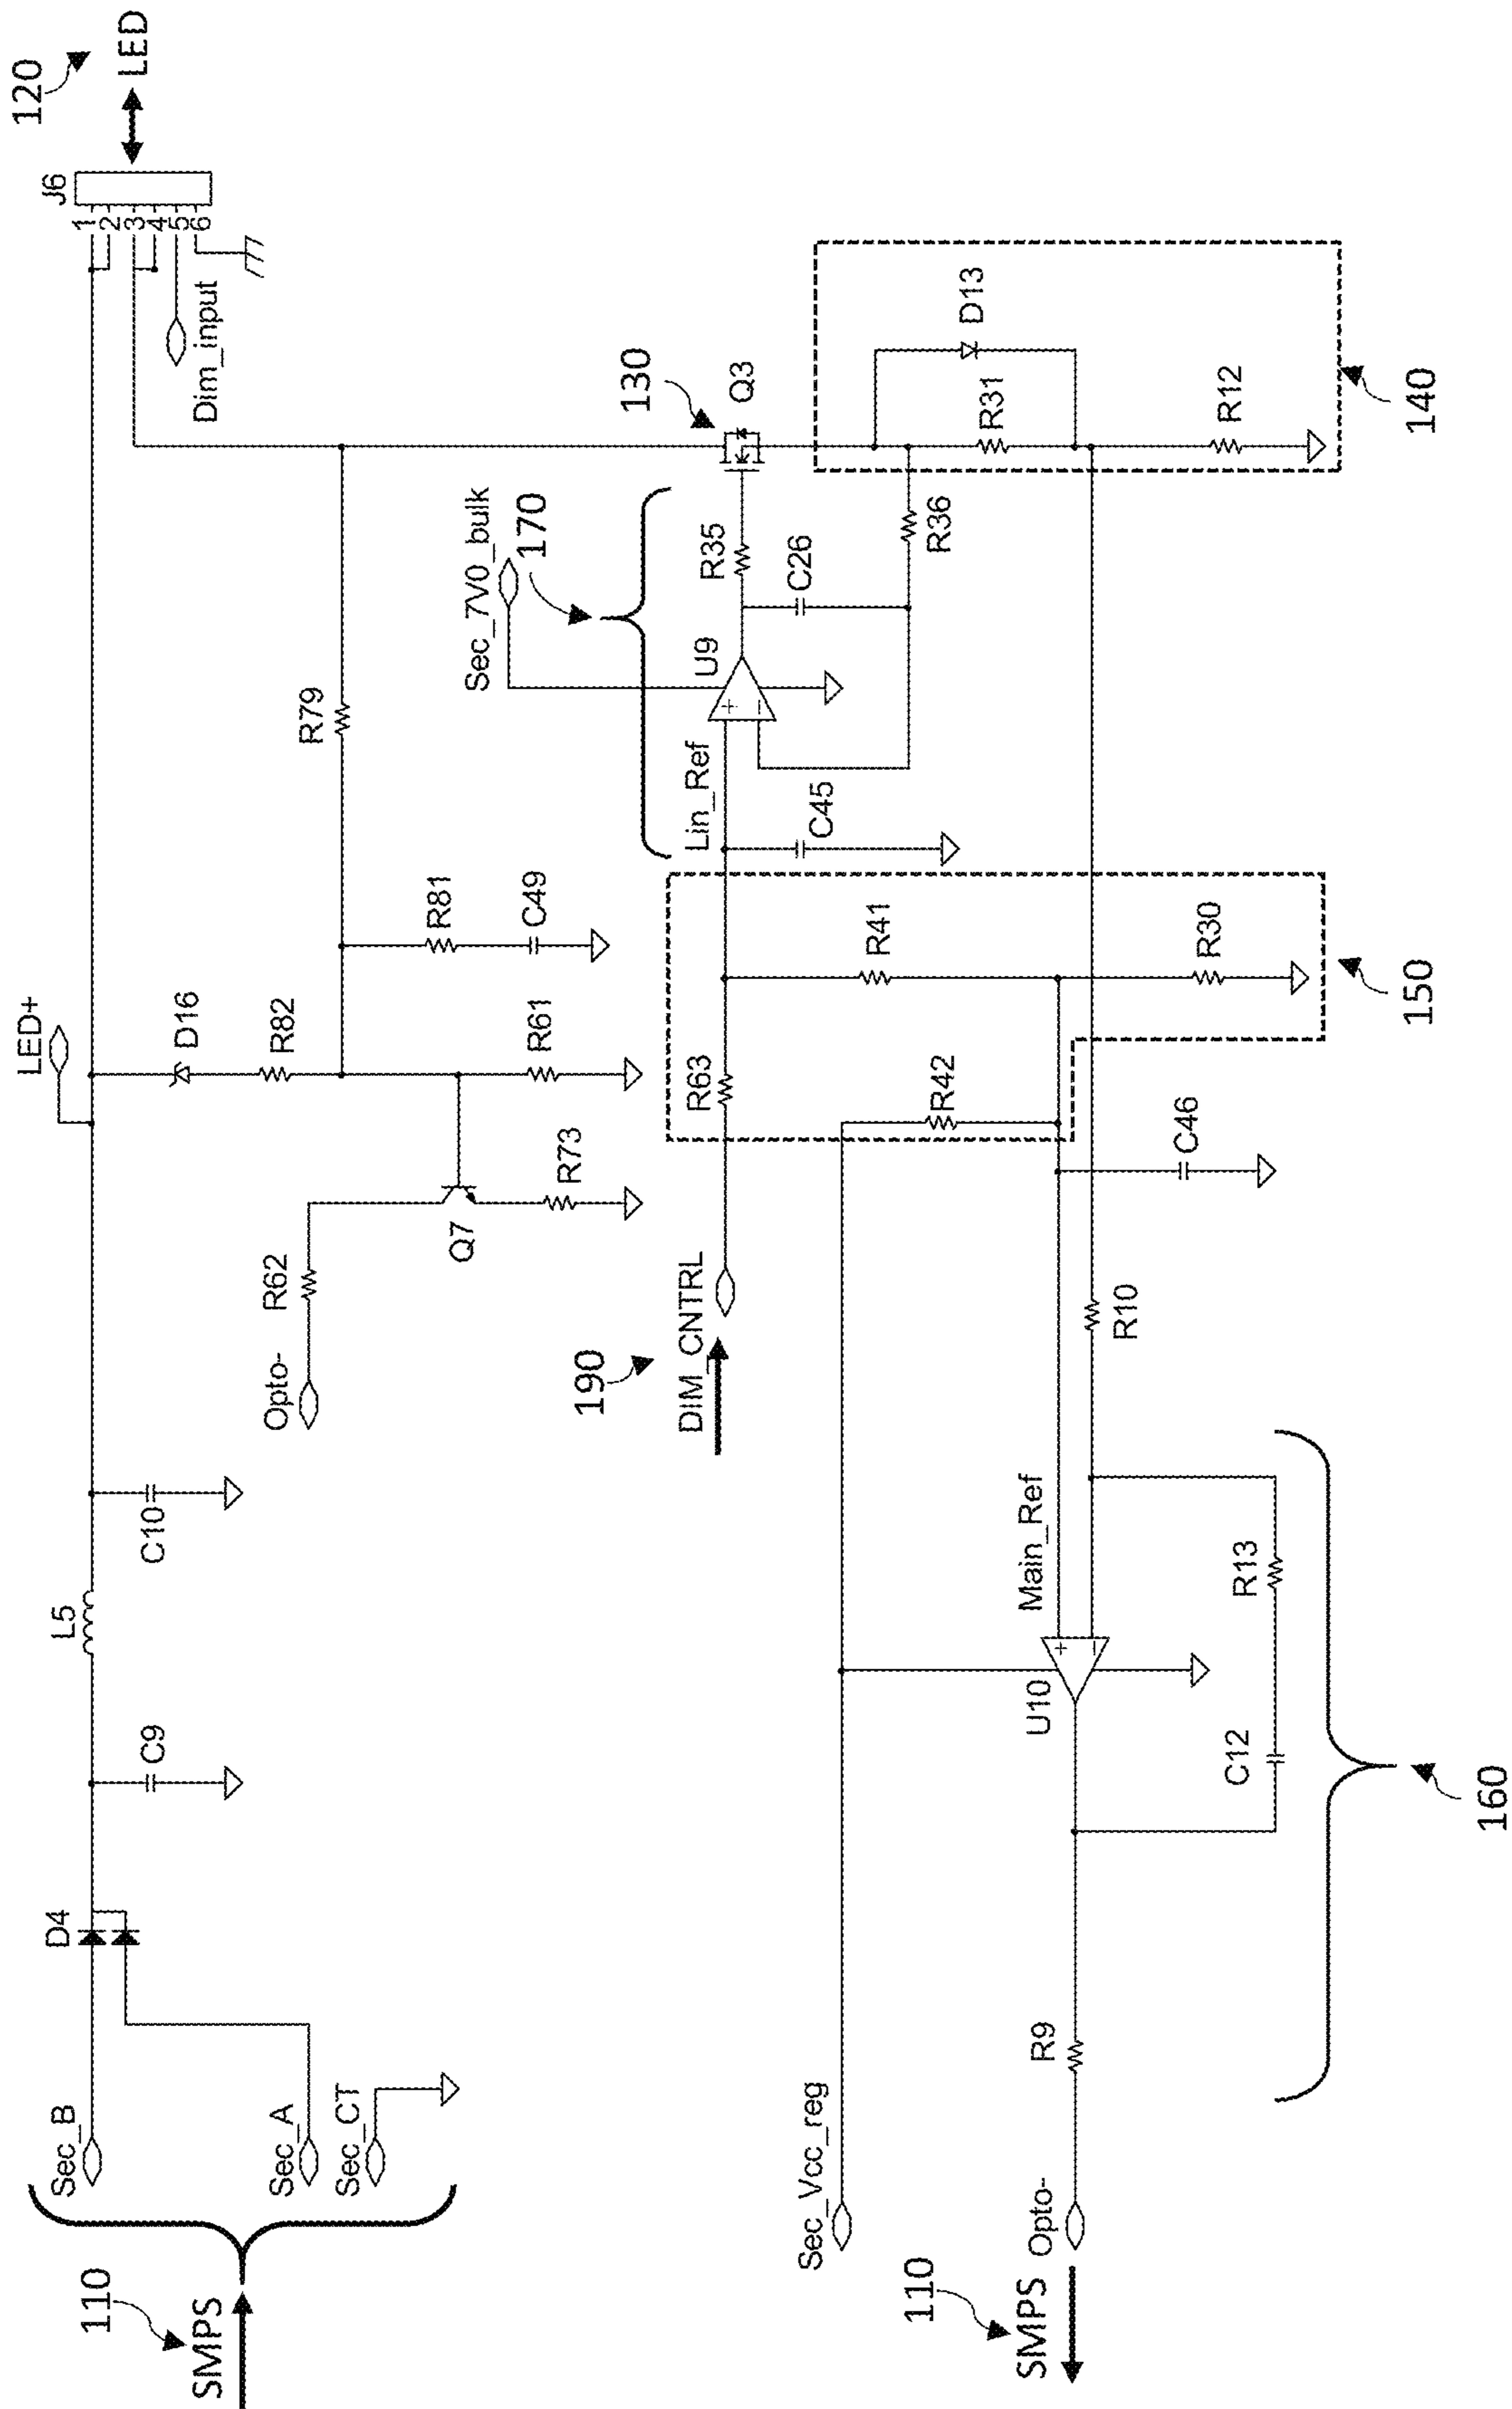 120
LED
J6
1
2
3
4
5
6
Dim_input
LED+
D16
R82
R79
R81
C49
R61
R73
Q7
R62
Opto-
C10
L5
C9
D4
Sec_B
Sec_A
Sec_CT
110
SMPS
130
Q3
Sec_7V0_bulk
170
R35
U9
+
−
C26
R36
D13
R31
R12
140
Lin_Ref
C45
R41
R30
R63
R42
150
C46
190
DIM_CNTRL
R10
Main_Ref
+
−
U10
R13
C12
R9
160
Sec_Vcc_reg
Opto-
110
SMPS